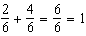 2/6 + 4/6 = 6/6 = 1